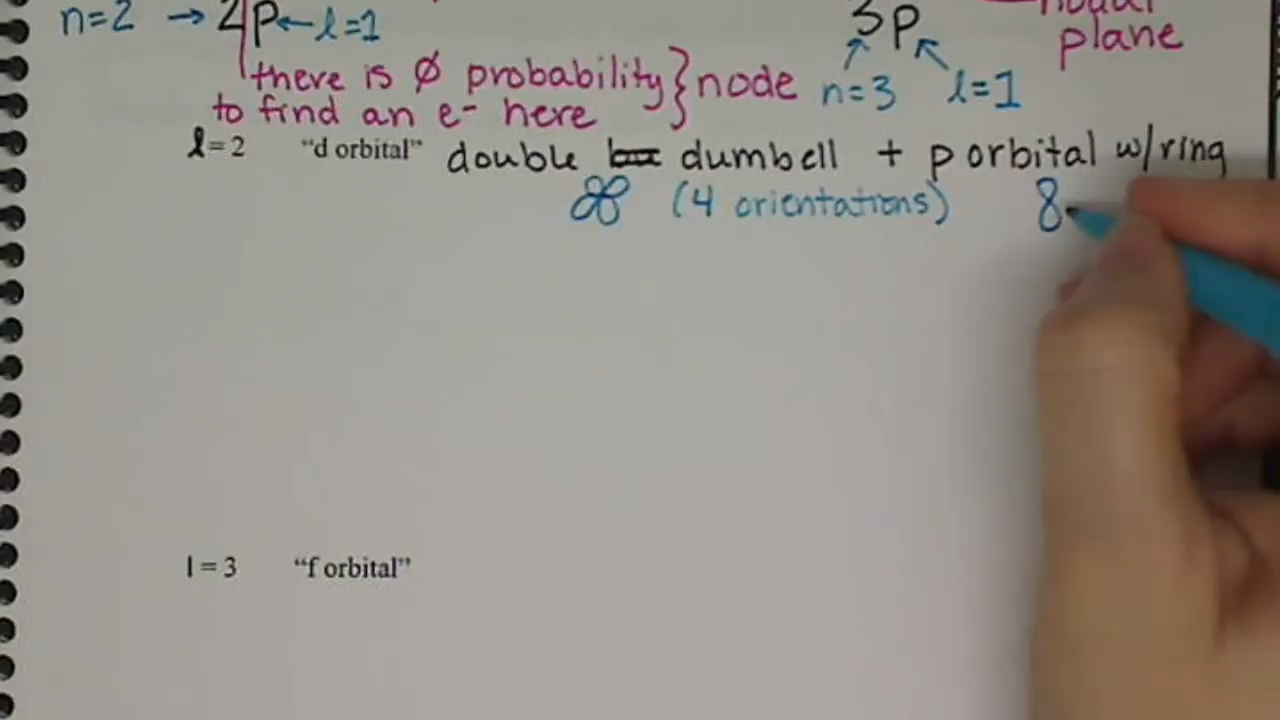 n=2 → 2p ← l=1
3p
nodal
plane
there is ∅ probability } node
to find an e- here
n=3 l=1
l = 2 “d orbital” double dumbell + p orbital w/ring
(4 orientations) 8
l = 3 “f orbital”